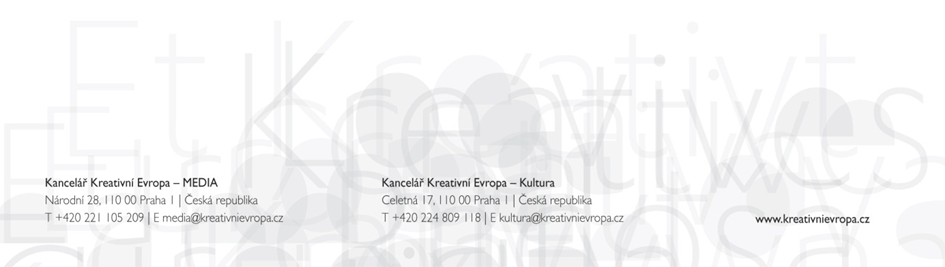 Kancelář Kreativní Evropa – MEDIA
Národní 28, 110 00 Praha 1 | Česká republika
T +420 221 105 209 | E media@kreativnievropa.cz
Kancelář Kreativní Evropa – Kultura
Celetná 17, 110 00 Praha 1 | Česká republika
T +420 224 809 118 | E kultura@kreativnievropa.cz
www.kreativnievropa.cz